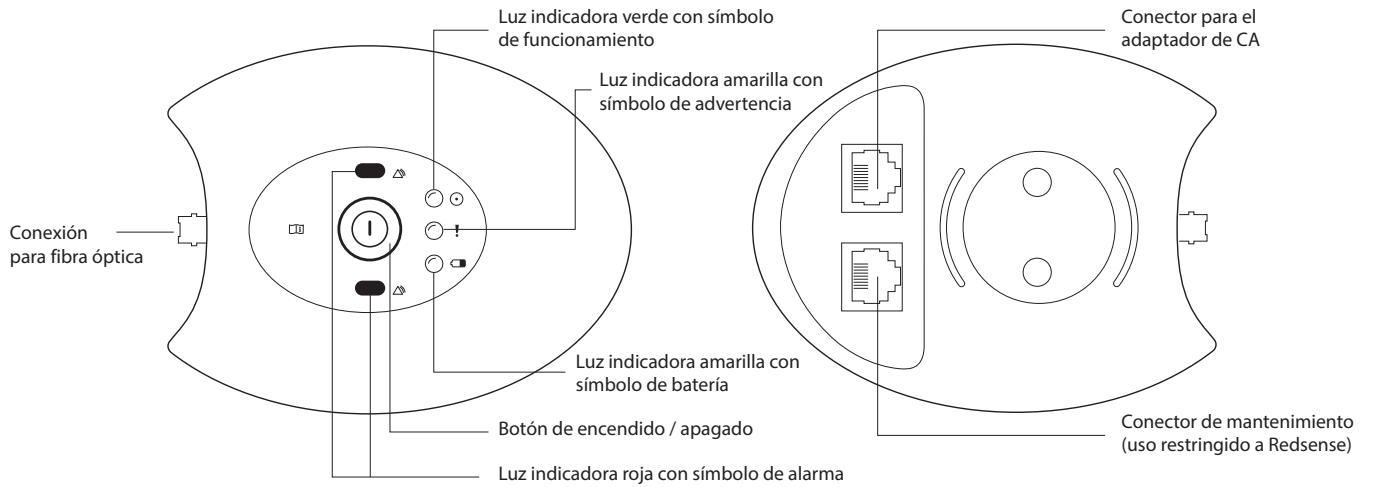 Luz indicadora verde con símbolo
de funcionamiento
Luz indicadora amarilla con
símbolo de advertencia
Conexión
para fibra óptica
Luz indicadora amarilla con
símbolo de batería
Botón de encendido / apagado
Luz indicadora roja con símbolo de alarma
Conector para el
adaptador de CA
Conector de mantenimiento
(uso restringido a Redsense)